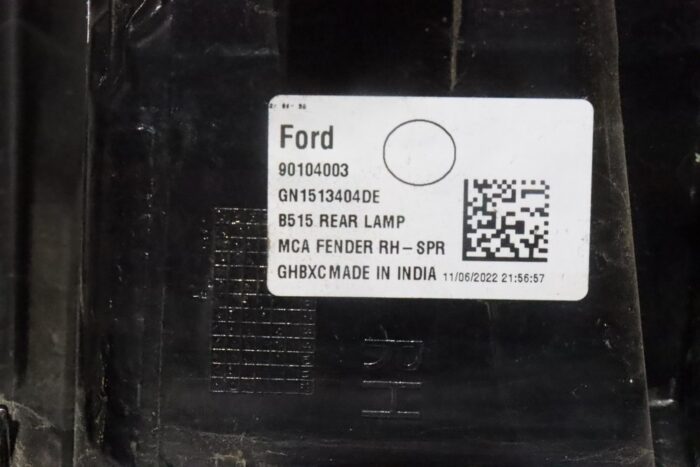 Ford
90104003
GN1513404DE
B515 REAR LAMP
MCA FENDER RH-SPR
GHBXC MADE IN INDIA 11/06/2022 21:56:57
RH